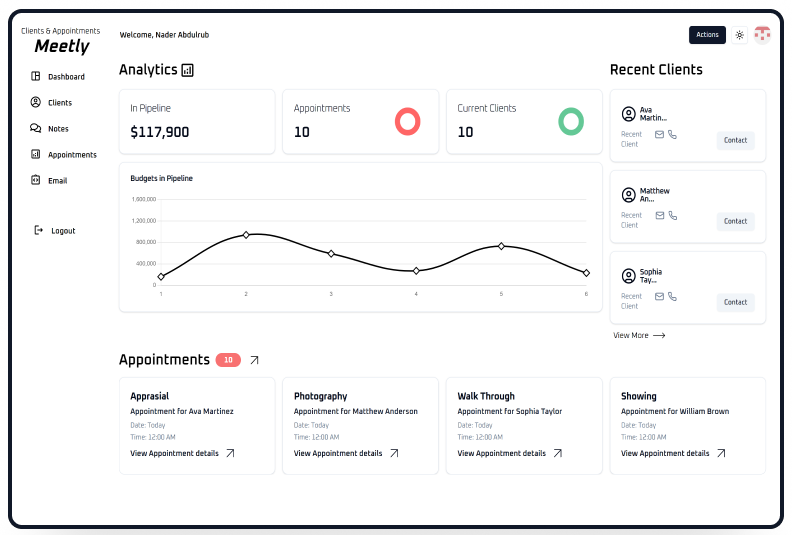 Clients & Appointments
Meetly
Dashboard
Clients
Notes
Appointments
Email
Logout
Welcome, Nader Abdulrub
Actions
Analytics
In Pipeline
$117,900
Appointments
10
Current Clients
10
Budgets in Pipeline
1,600,000
1,200,000
800,000
400,000
0
1 2 3 4 5 6
Recent Clients
Ava
Martin...
Recent
Client
Contact
Matthew
An...
Recent
Client
Contact
Sophia
Tay...
Recent
Client
Contact
View More
Appointments 10
Apprasial
Appointment for Ava Martinez
Date: Today
Time: 12:00 AM
View Appointment details
Photography
Appointment for Matthew Anderson
Date: Today
Time: 12:00 AM
View Appointment details
Walk Through
Appointment for Sophia Taylor
Date: Today
Time: 12:00 AM
View Appointment details
Showing
Appointment for William Brown
Date: Today
Time: 12:00 AM
View Appointment details